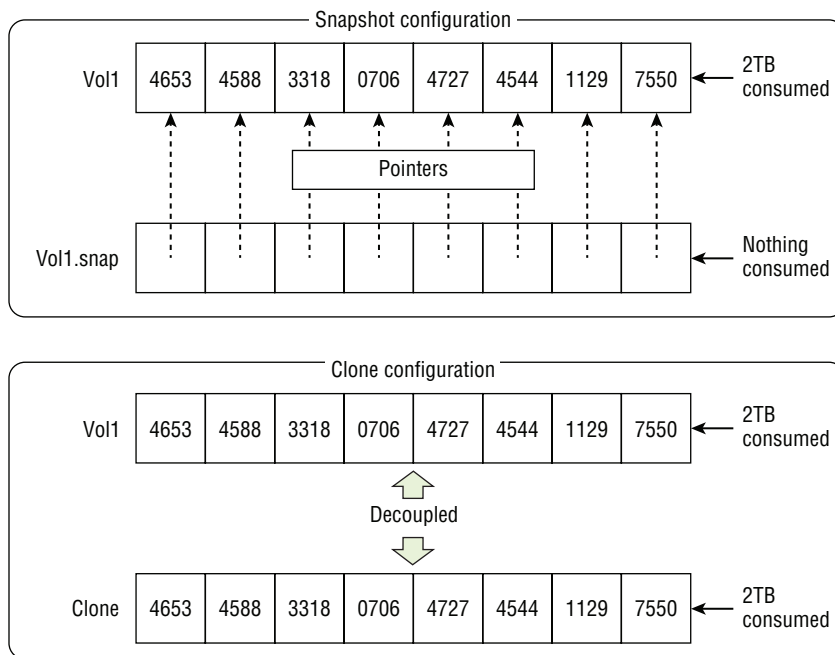 Snapshot configuration
Vol1 4653 4588 3318 0706 4727 4544 1129 7550 2TB
consumed
Pointers
Vol1.snap Nothing
consumed
Clone configuration
Vol1 4653 4588 3318 0706 4727 4544 1129 7550 2TB
consumed
Decoupled
Clone 4653 4588 3318 0706 4727 4544 1129 7550 2TB
consumed